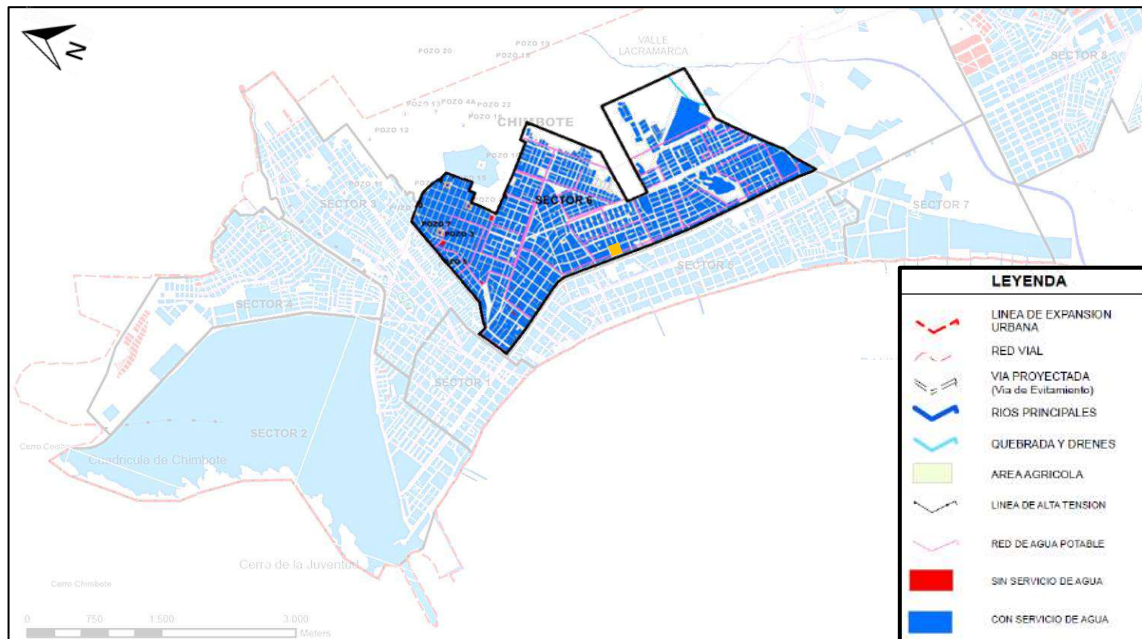 N
POZO 20
POZO 19
POZO 18
VALLE
LACRAMARCA
SECTOR 8
POZO 13
POZO 4A
POZO 22
CHIMBOTE
POZO 12
SECTOR 3
POZO 7
POZO 3
SECTOR 6
SECTOR 7
SECTOR 5
SECTOR 4
SECTOR 1
SECTOR 2
Cuadricula de Chimbote
Cerro de la Juventud
Cerro Chimbote
0 750 1.500 3.000
Meters
LEYENDA
LINEA DE EXPANSION
URBANA
RED VIAL
VIA PROYECTADA
(Via de Evitamiento)
RIOS PRINCIPALES
QUEBRADA Y DRENES
AREA AGRICOLA
LINEA DE ALTA TENSION
RED DE AGUA POTABLE
SIN SERVICIO DE AGUA
CON SERVICIO DE AGUA